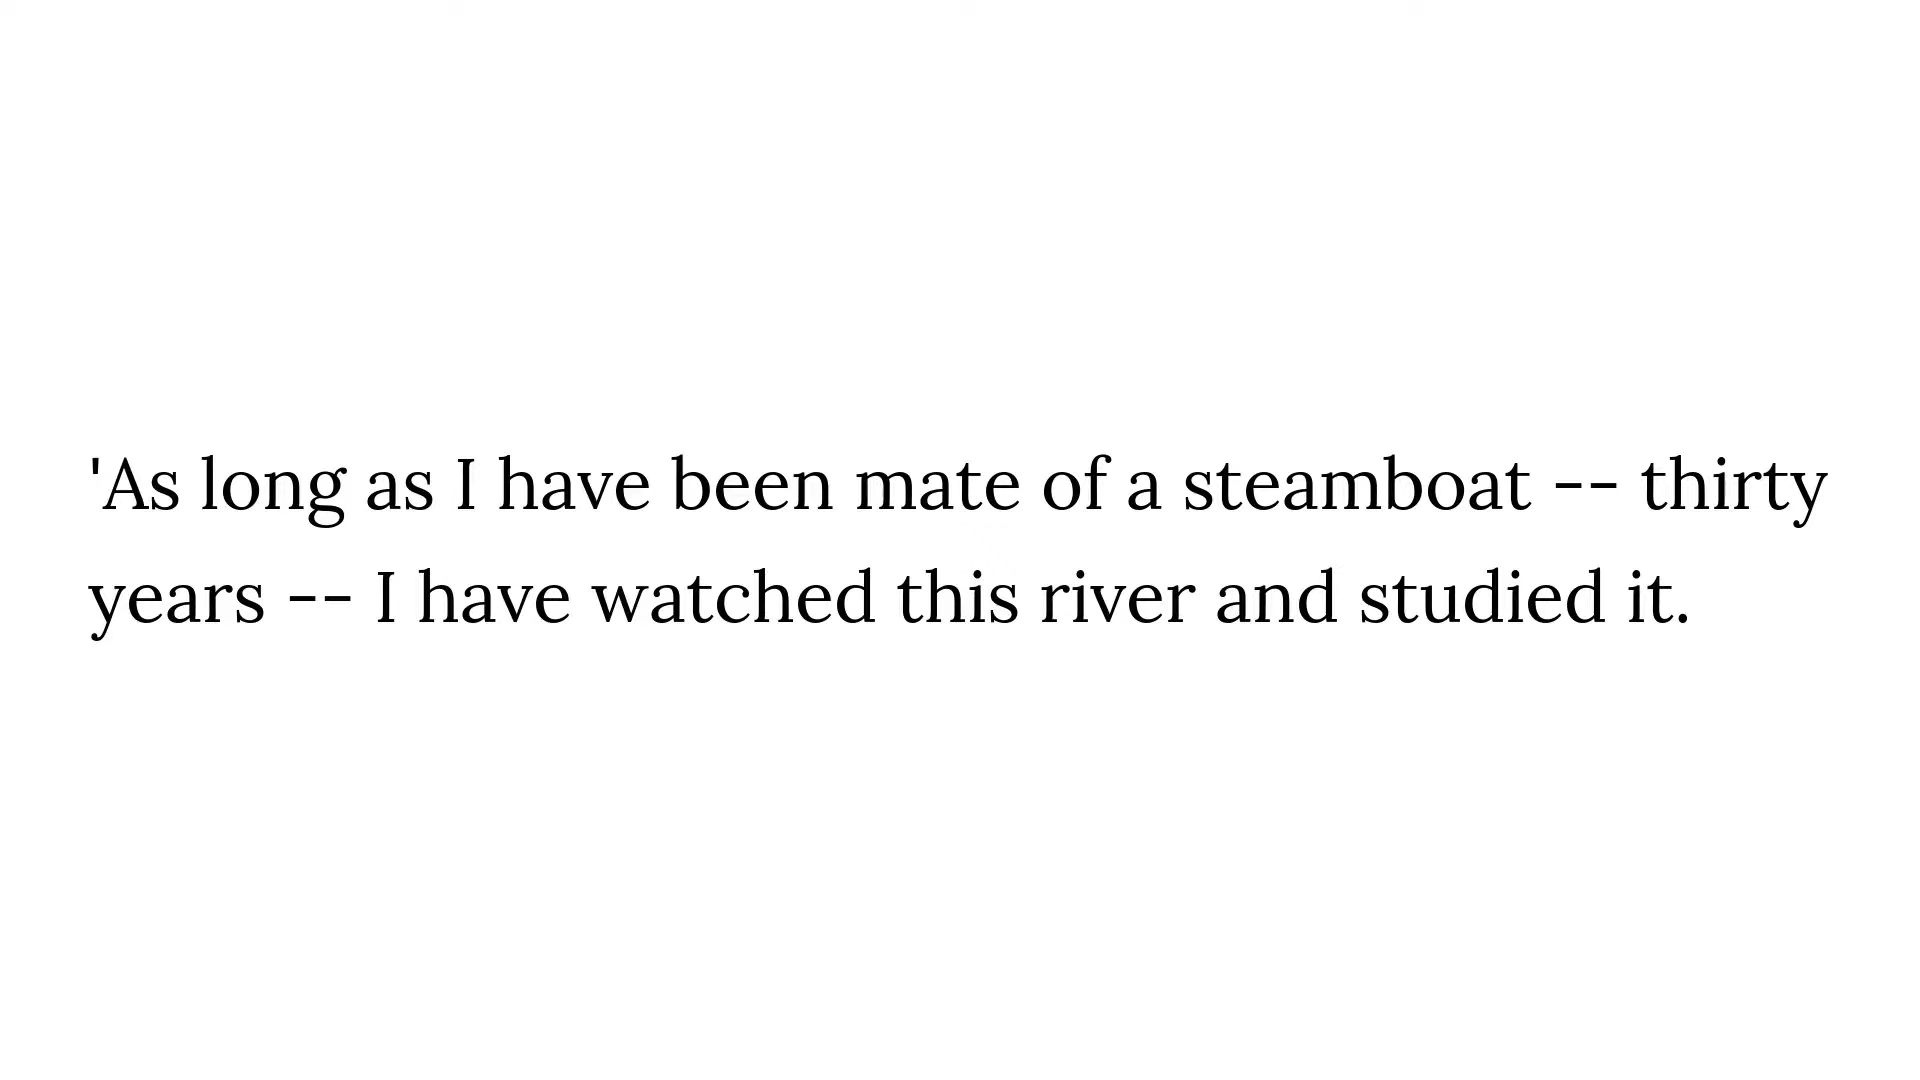 'As long as I have been mate of a steamboat -- thirty
years -- I have watched this river and studied it.